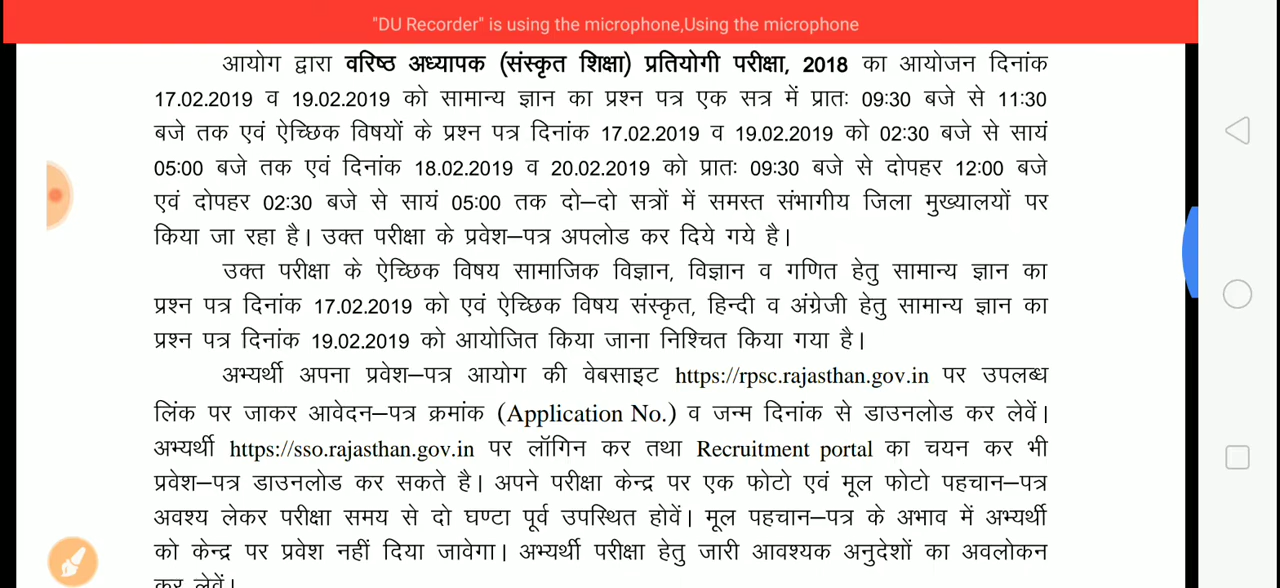 "DU Recorder" is using the microphone,Using the microphone
आयोग द्वारा वरिष्ठ अध्यापक (संस्कृत शिक्षा) प्रतियोगी परीक्षा, 2018 का आयोजन दिनांक
17.02.2019 व 19.02.2019 को सामान्य ज्ञान का प्रश्न पत्र एक सत्र में प्रातः 09:30 बजे से 11:30
बजे तक एवं ऐच्छिक विषयों के प्रश्न पत्र दिनांक 17.02.2019 व 19.02.2019 को 02:30 बजे से सायं
05:00 बजे तक एवं दिनांक 18.02.2019 व 20.02.2019 को प्रातः 09:30 बजे से दोपहर 12:00 बजे
एवं दोपहर 02:30 बजे से सायं 05:00 तक दो–दो सत्रों में समस्त संभागीय जिला मुख्यालयों पर
किया जा रहा है। उक्त परीक्षा के प्रवेश–पत्र अपलोड कर दिये गये है।
उक्त परीक्षा के ऐच्छिक विषय सामाजिक विज्ञान, विज्ञान व गणित हेतु सामान्य ज्ञान का
प्रश्न पत्र दिनांक 17.02.2019 को एवं ऐच्छिक विषय संस्कृत, हिन्दी व अंग्रेजी हेतु सामान्य ज्ञान का
प्रश्न पत्र दिनांक 19.02.2019 को आयोजित किया जाना निश्चित किया गया है।
अभ्यर्थी अपना प्रवेश–पत्र आयोग की वेबसाइट https://rpsc.rajasthan.gov.in पर उपलब्ध
लिंक पर जाकर आवेदन–पत्र क्रमांक (Application No.) व जन्म दिनांक से डाउनलोड कर लेवें।
अभ्यर्थी https://sso.rajasthan.gov.in पर लॉगिन कर तथा Recruitment portal का चयन कर भी
प्रवेश–पत्र डाउनलोड कर सकते है। अपने परीक्षा केन्द्र पर एक फोटो एवं मूल फोटो पहचान–पत्र
अवश्य लेकर परीक्षा समय से दो घण्टा पूर्व उपस्थित होवें। मूल पहचान–पत्र के अभाव में अभ्यर्थी
को केन्द्र पर प्रवेश नहीं दिया जावेगा। अभ्यर्थी परीक्षा हेतु जारी आवश्यक अनुदेशों का अवलोकन
कर लेवें।